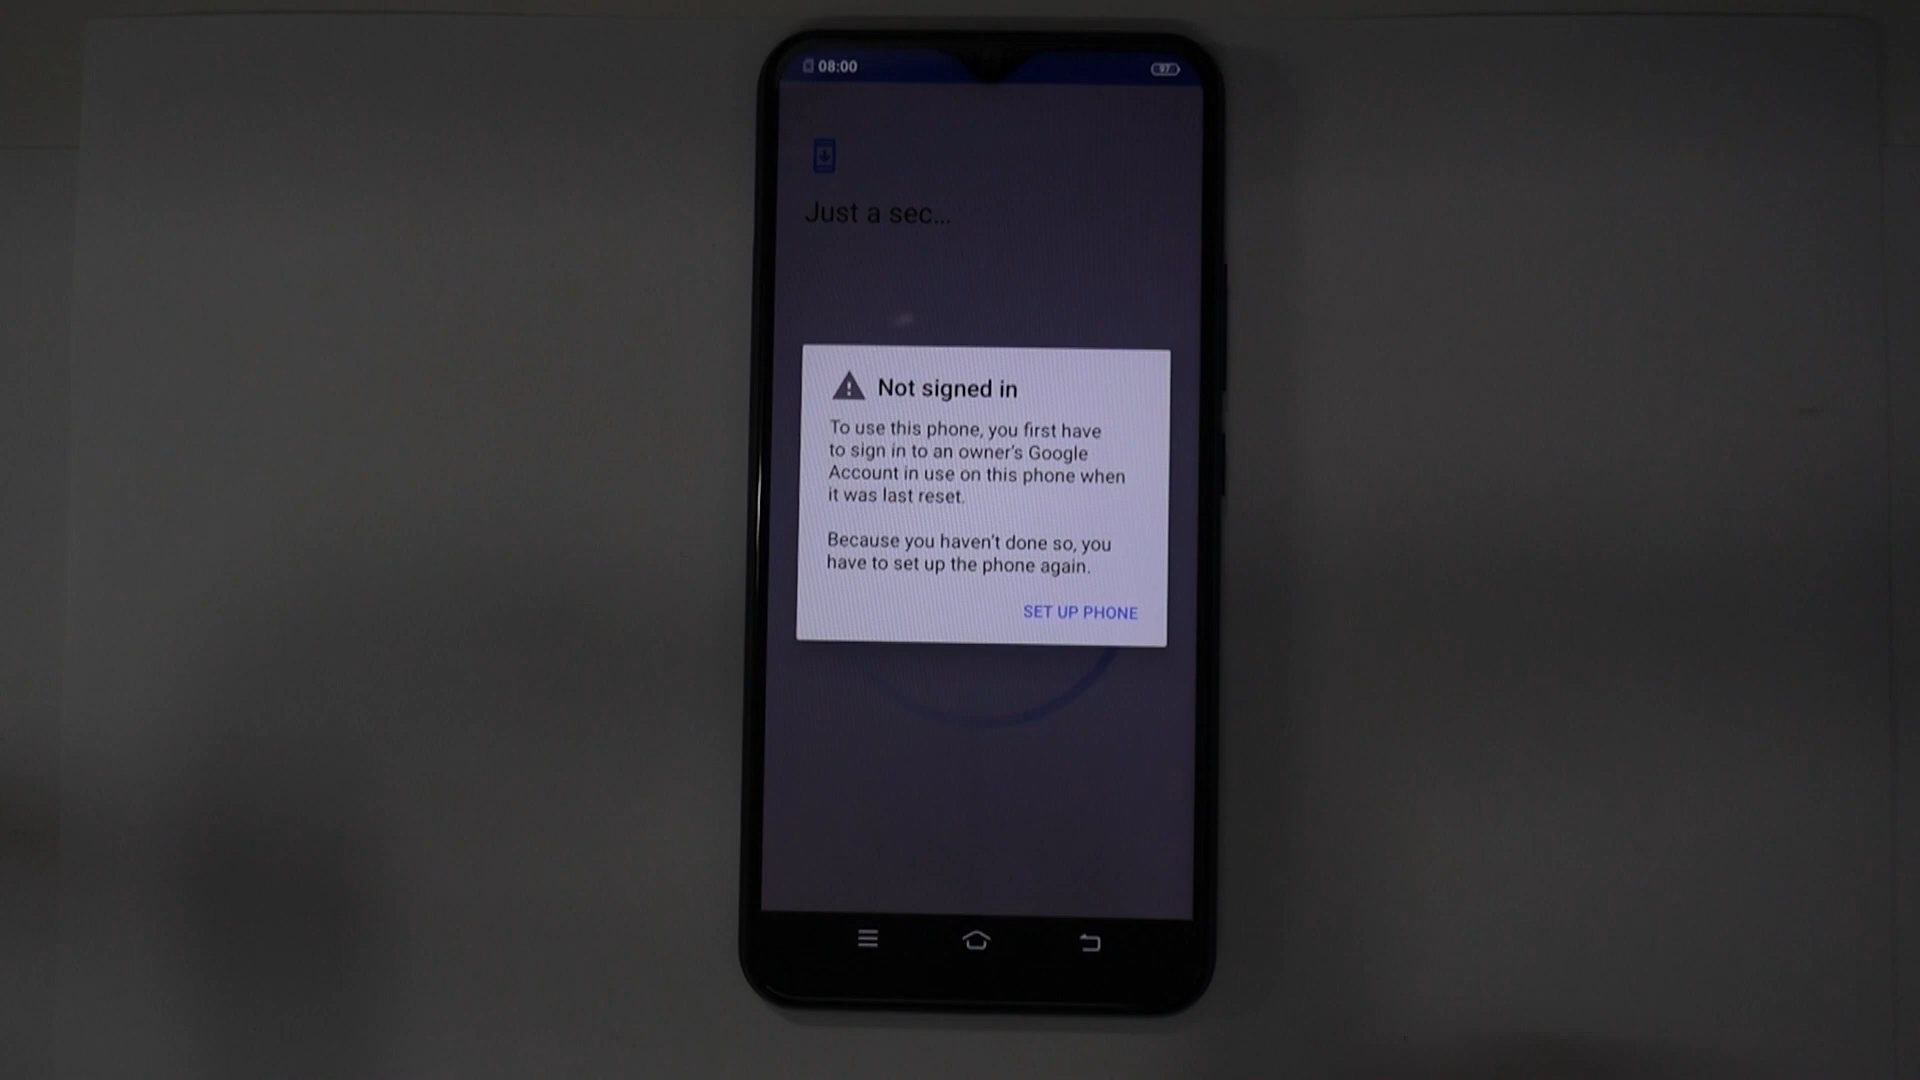 08:00
97
Just a sec...
Not signed in
To use this phone, you first have
to sign in to an owner's Google
Account in use on this phone when
it was last reset.
Because you haven't done so, you
have to set up the phone again.
SET UP PHONE